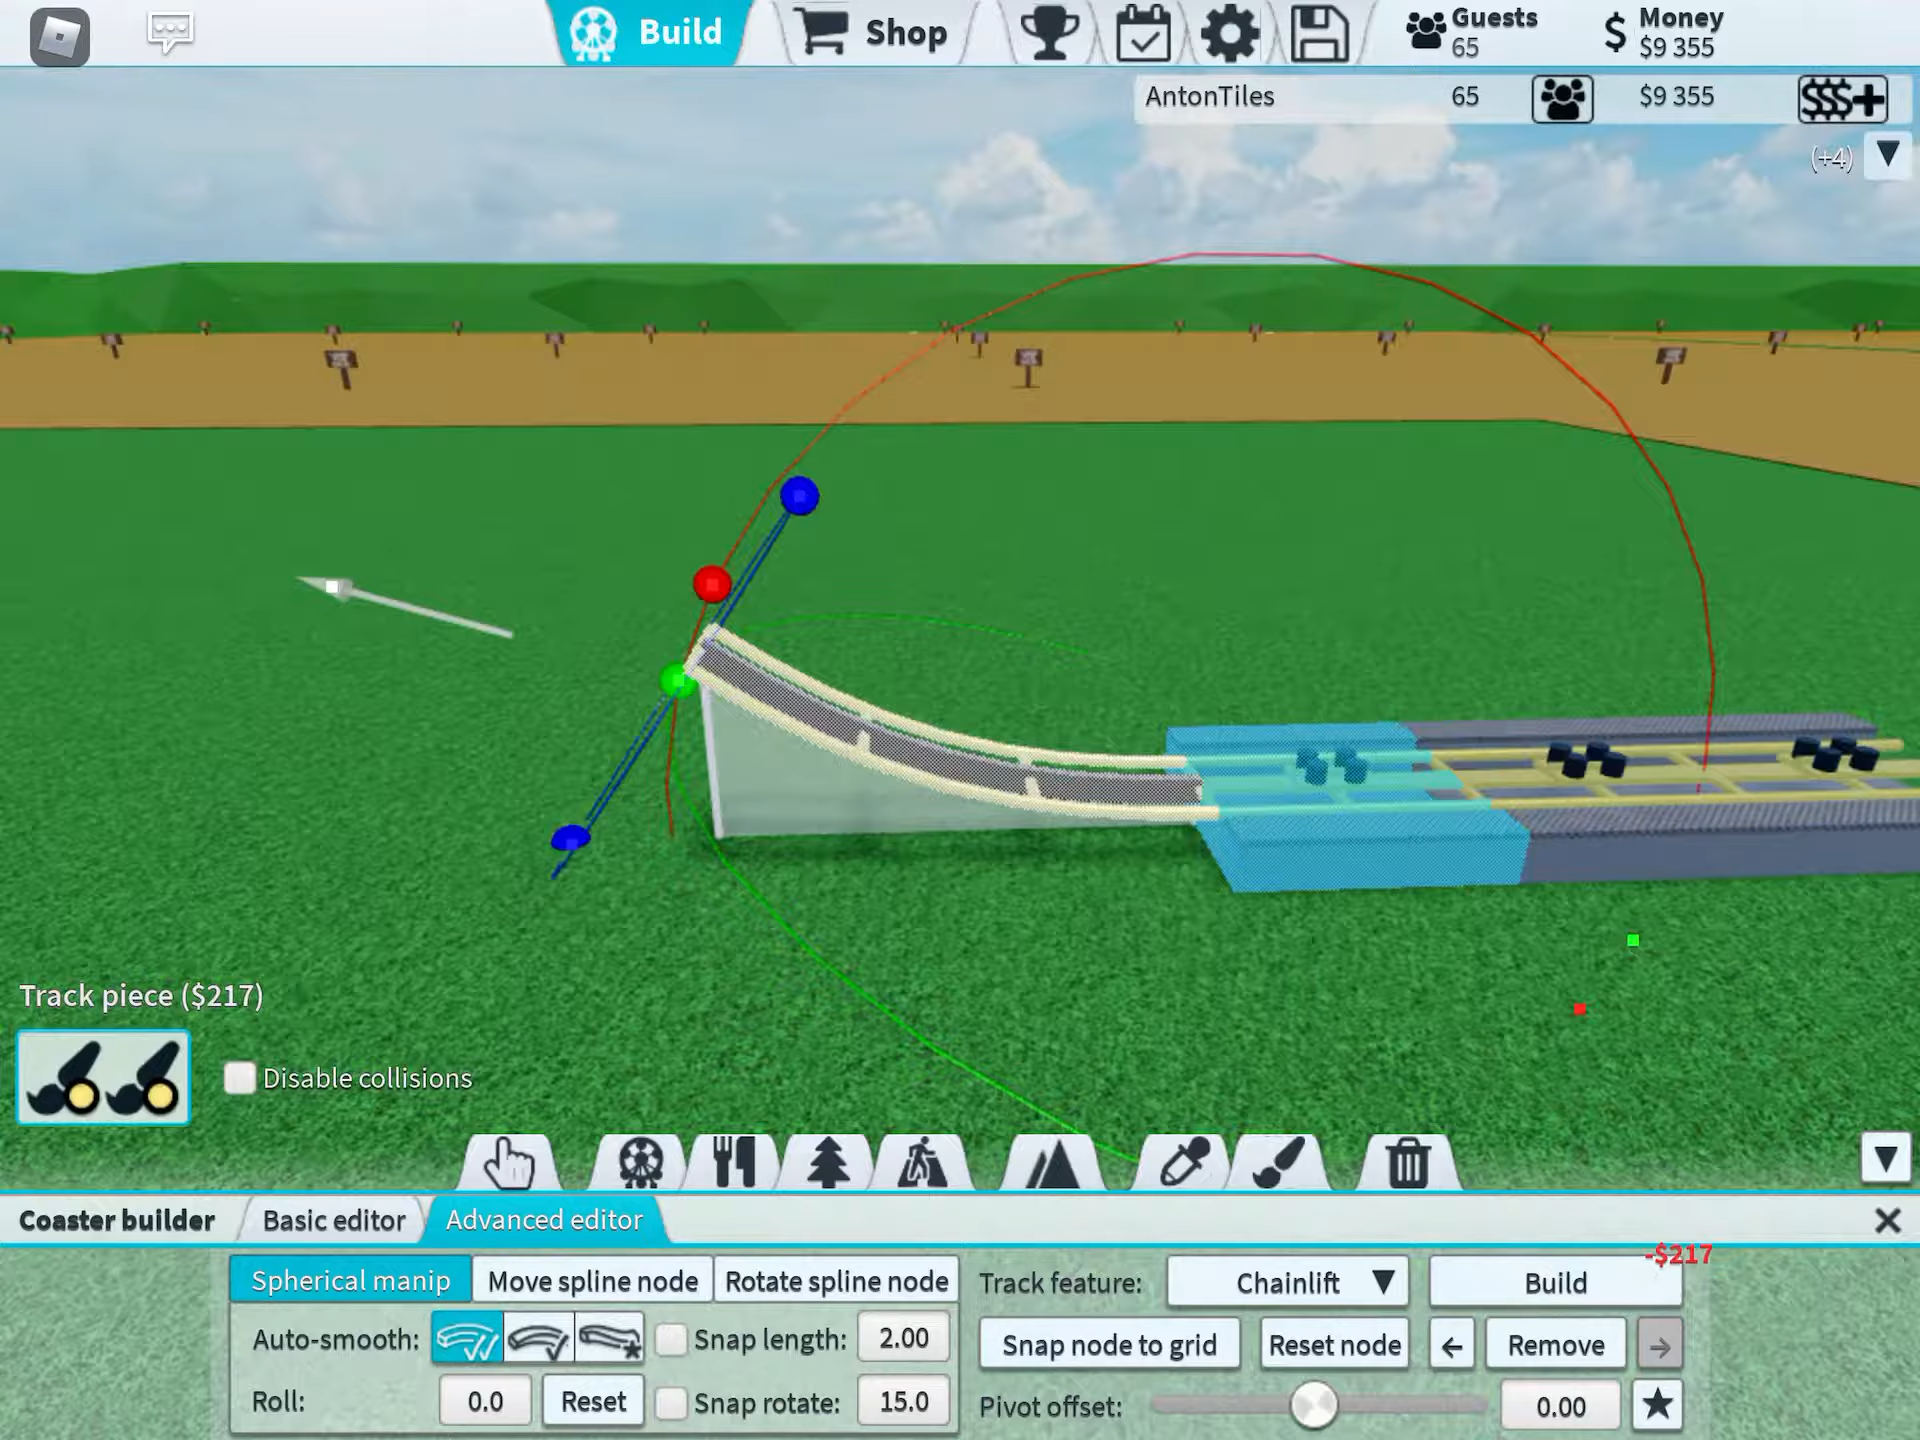 Build
Shop
Guests
65
Money
$9 355
AntonTiles
65
$9 355
$$$+
(+4)
Track piece ($217)
Disable collisions
Coaster builder
Basic editor
Advanced editor
-$217
Spherical manip
Move spline node
Rotate spline node
Track feature:
Chainlift
Build
Auto-smooth:
Snap length:
2.00
Snap node to grid
Reset node
Remove
Roll:
0.0
Reset
Snap rotate:
15.0
Pivot offset:
0.00